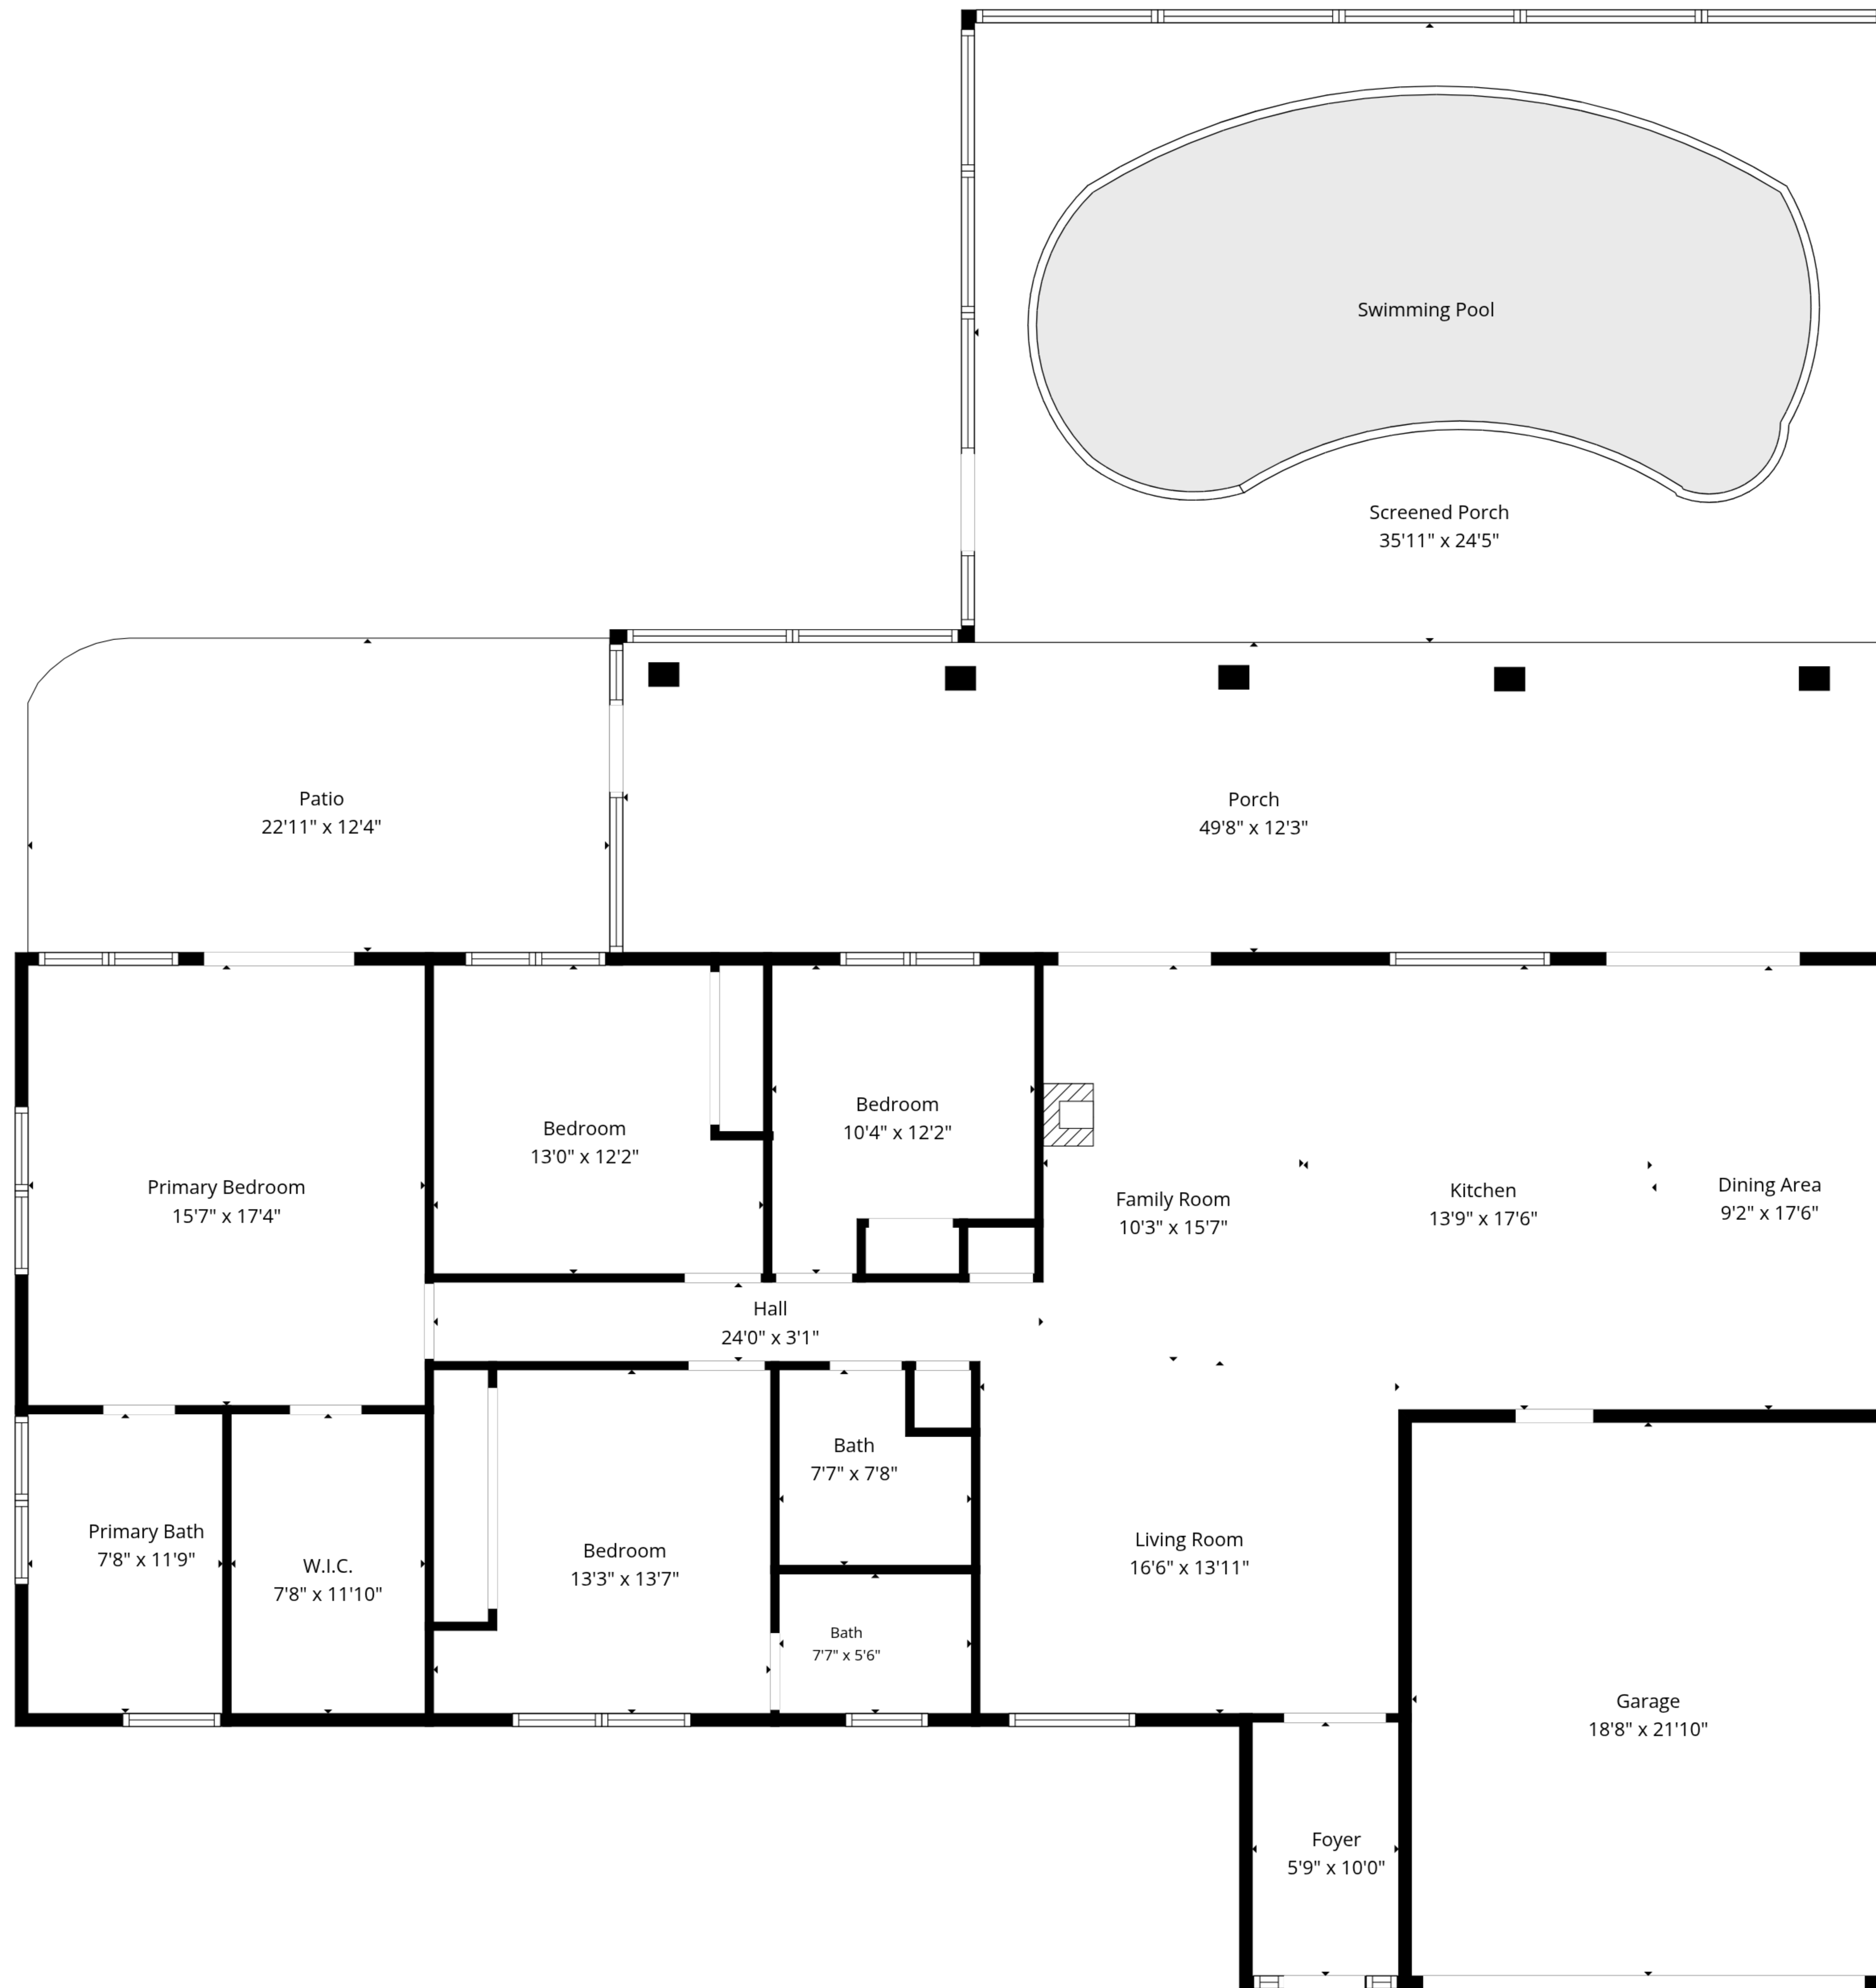 Swimming Pool
Screened Porch
35'11" x 24'5"
Patio
22'11" x 12'4"
Porch
49'8" x 12'3"
Primary Bedroom
15'7" x 17'4"
Bedroom
13'0" x 12'2"
Bedroom
10'4" x 12'2"
Family Room
10'3" x 15'7"
Kitchen
13'9" x 17'6"
Dining Area
9'2" x 17'6"
Hall
24'0" x 3'1"
Primary Bath
7'8" x 11'9"
W.I.C.
7'8" x 11'10"
Bedroom
13'3" x 13'7"
Bath
7'7" x 7'8"
Bath
7'7" x 5'6"
Living Room
16'6" x 13'11"
Garage
18'8" x 21'10"
Foyer
5'9" x 10'0"